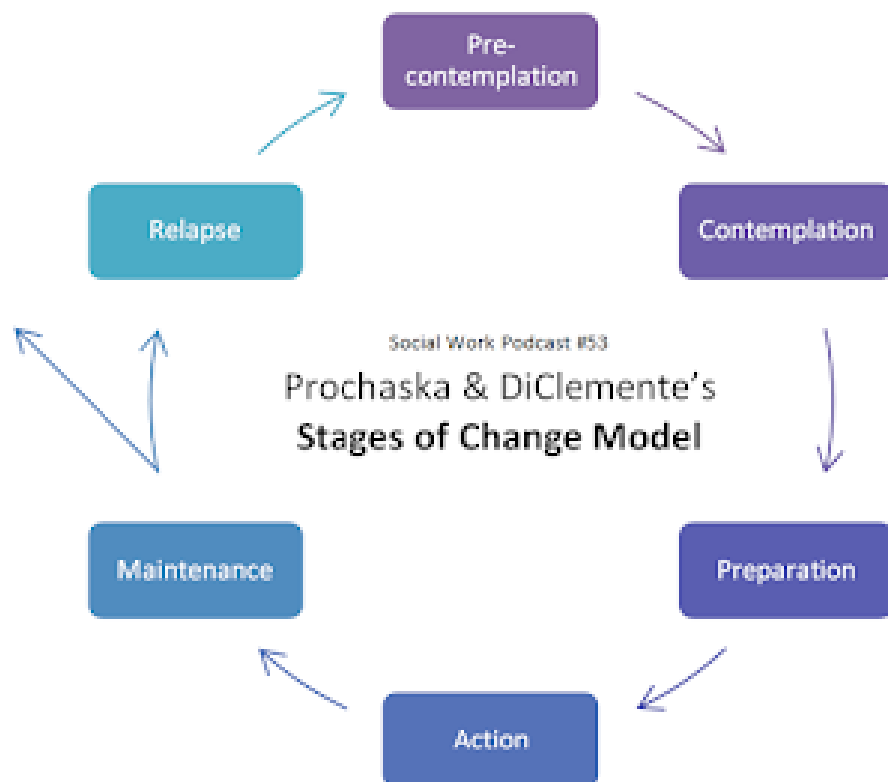 Pre-
contemplation
Contemplation
Preparation
Action
Maintenance
Relapse
Social Work Podcast #53
Prochaska & DiClemente's
Stages of Change Model